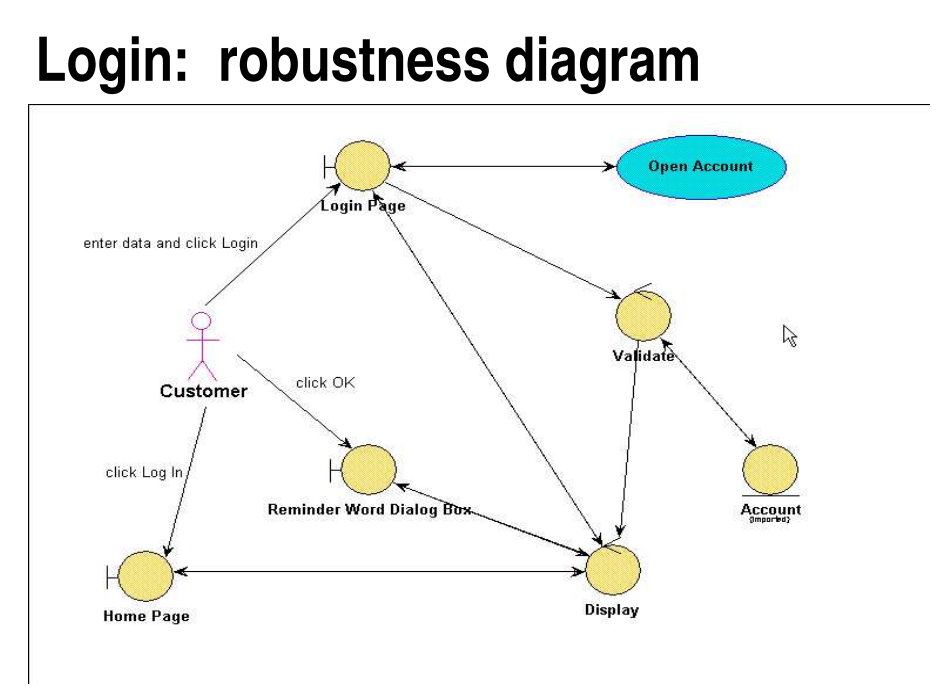 Login: robustness diagram
Open Account
Login Page
enter data and click Login
Validate
click OK
Customer
click Log In
Reminder Word Dialog Box
Account
{imported}
Home Page
Display